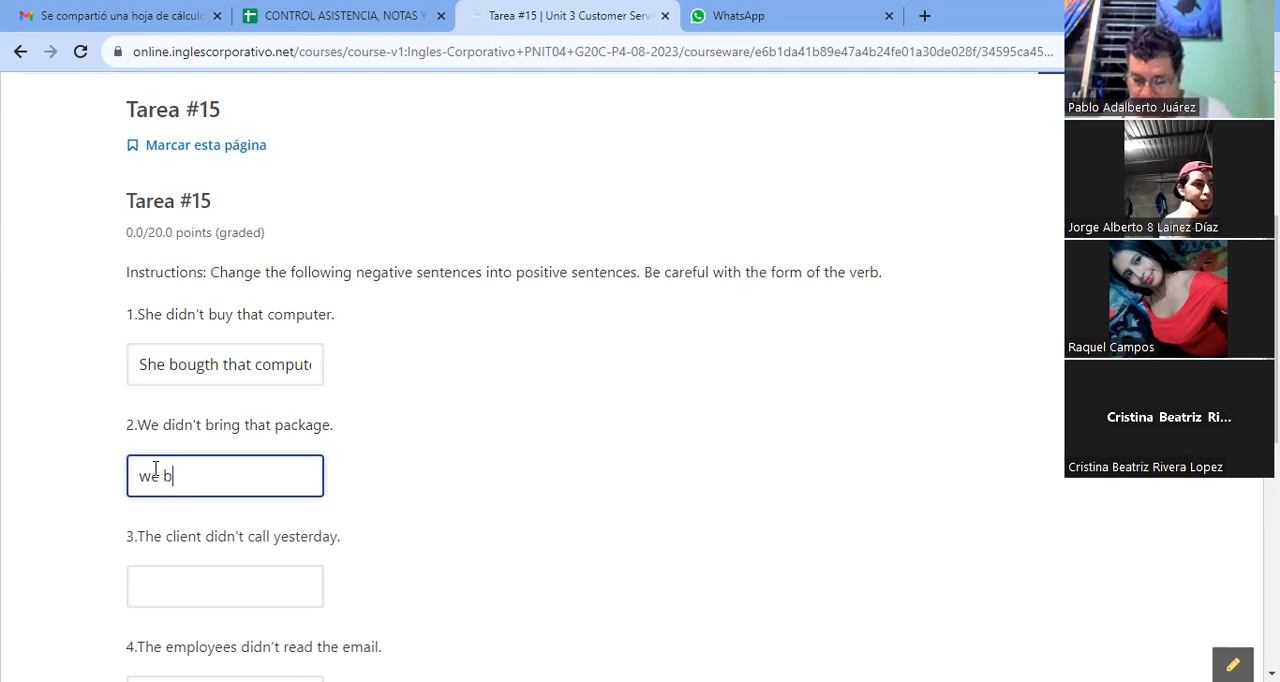 Se compartió una hoja de cálculo
CONTROL ASISTENCIA, NOTAS Y
Tarea #15 | Unit 3 Customer Serv
WhatsApp
online.inglescorporativo.net/courses/course-v1:Ingles-Corporativo+PNIT04+G20C-P4-08-2023/courseware/e6b1da41b89e47a4b24fe01a30de028f/34595ca45...
Tarea #15
Marcar esta página
Tarea #15
0.0/20.0 points (graded)
Instructions: Change the following negative sentences into positive sentences. Be careful with the form of the verb.
1.She didn't buy that computer.
She bougth that compute
2.We didn't bring that package.
we b
3.The client didn't call yesterday.
4.The employees didn't read the email.
Pablo Adalberto Juárez
Jorge Alberto 8 Lainez Díaz
Raquel Campos
Cristina Beatriz Ri...
Cristina Beatriz Rivera Lopez